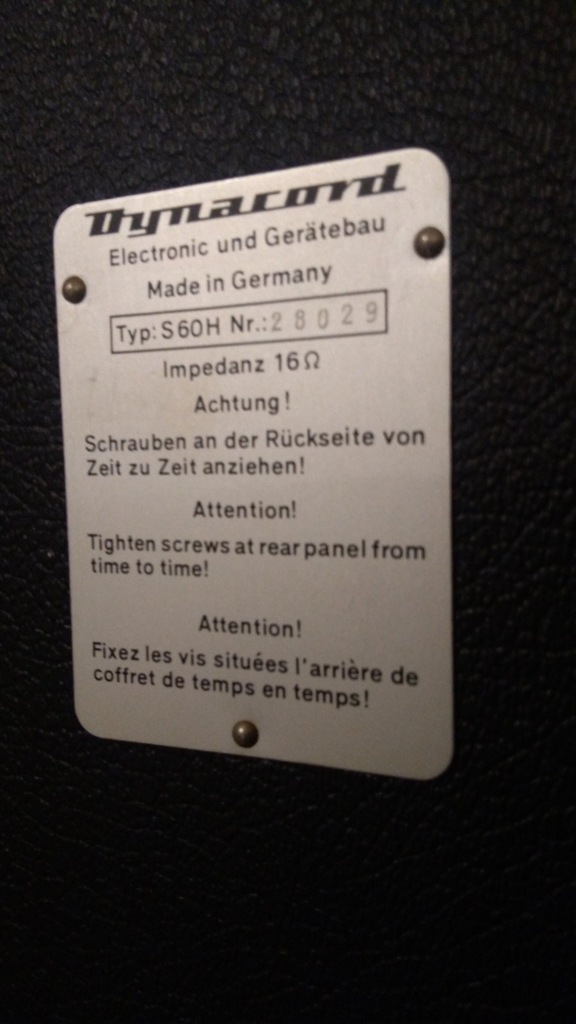 Dynacord
Electronic und Gerätebau
Made in Germany
Typ: S60H Nr.: 28029
Impedanz 16Ω
Achtung!
Schrauben an der Rückseite von
Zeit zu Zeit anziehen!
Attention!
Tighten screws at rear panel from
time to time!
Attention!
Fixez les vis situées l'arrière de
coffret de temps en temps!